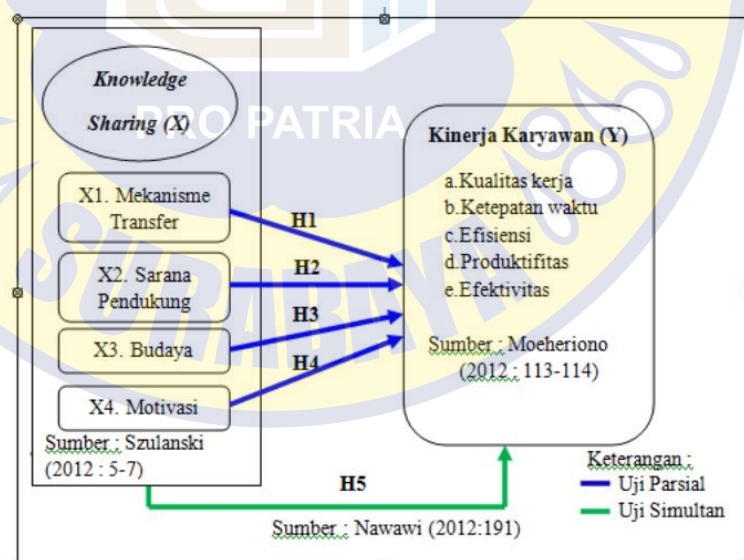 PRO PATRIA
SURABAYA
Knowledge
Sharing (X)
X1. Mekanisme
Transfer
X2. Sarana
Pendukung
X3. Budaya
X4. Motivasi
Sumber : Szulanski
(2012 : 5-7)
H1
H2
H3
H4
Kinerja Karyawan (Y)
a.Kualitas kerja
b.Ketepatan waktu
c.Efisiensi
d.Produktifitas
e.Efektivitas
Sumber : Moeheriono
(2012 : 113-114)
H5
Sumber : Nawawi (2012:191)
Keterangan :
Uji Parsial
Uji Simultan